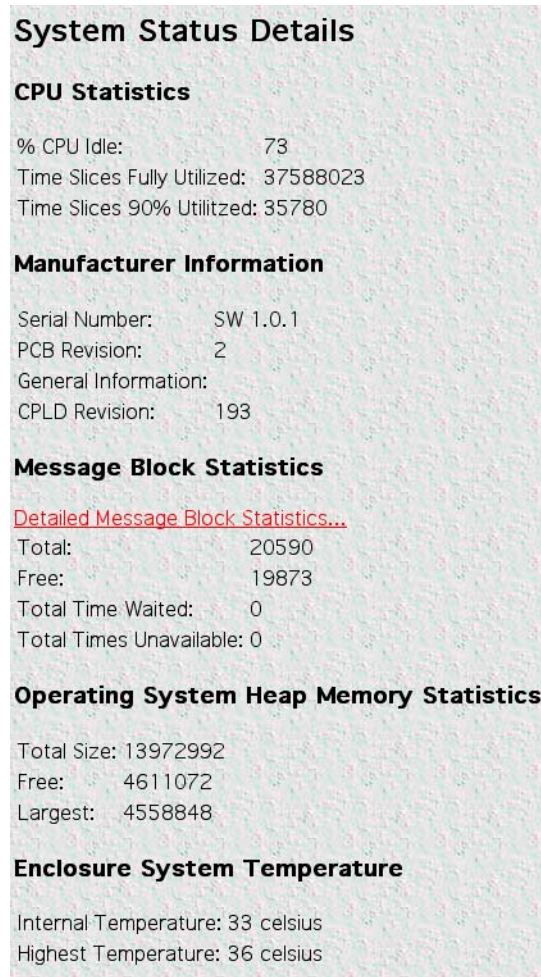 System Status Details
CPU Statistics
% CPU Idle: 73
Time Slices Fully Utilized: 37588023
Time Slices 90% Utilitzed: 35780
Manufacturer Information
Serial Number: SW 1.0.1
PCB Revision: 2
General Information:
CPLD Revision: 193
Message Block Statistics
Detailed Message Block Statistics...
Total: 20590
Free: 19873
Total Time Waited: 0
Total Times Unavailable: 0
Operating System Heap Memory Statistics
Total Size: 13972992
Free: 4611072
Largest: 4558848
Enclosure System Temperature
Internal Temperature: 33 celsius
Highest Temperature: 36 celsius